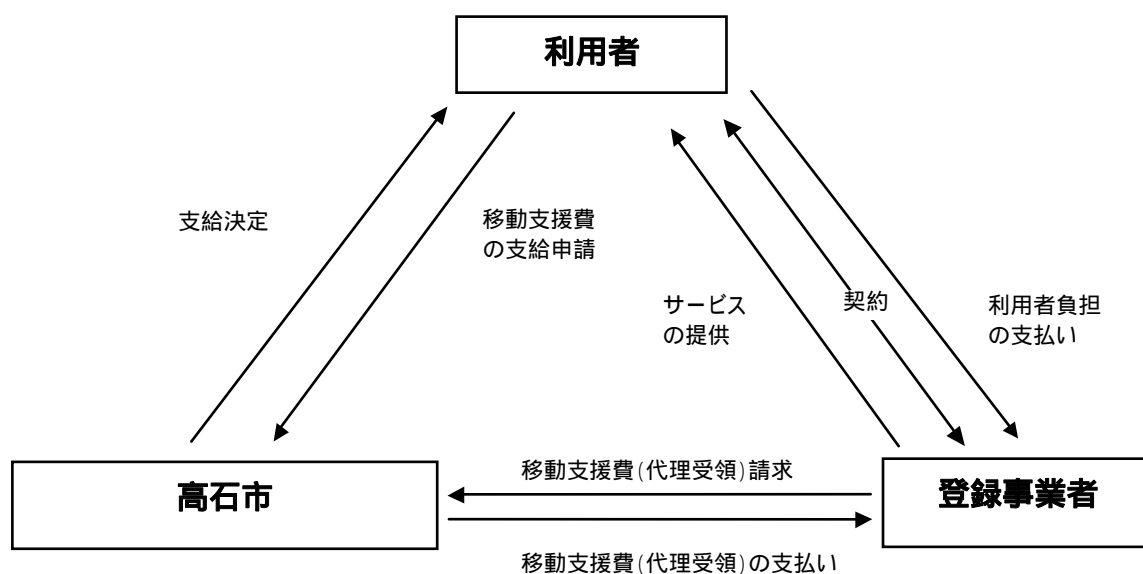 利用者
支給決定
移動支援費
の支給申請
サービス
の提供
契約
利用者負担
の支払い
移動支援費(代理受領)請求
高石市
登録事業者
移動支援費(代理受領)の支払い